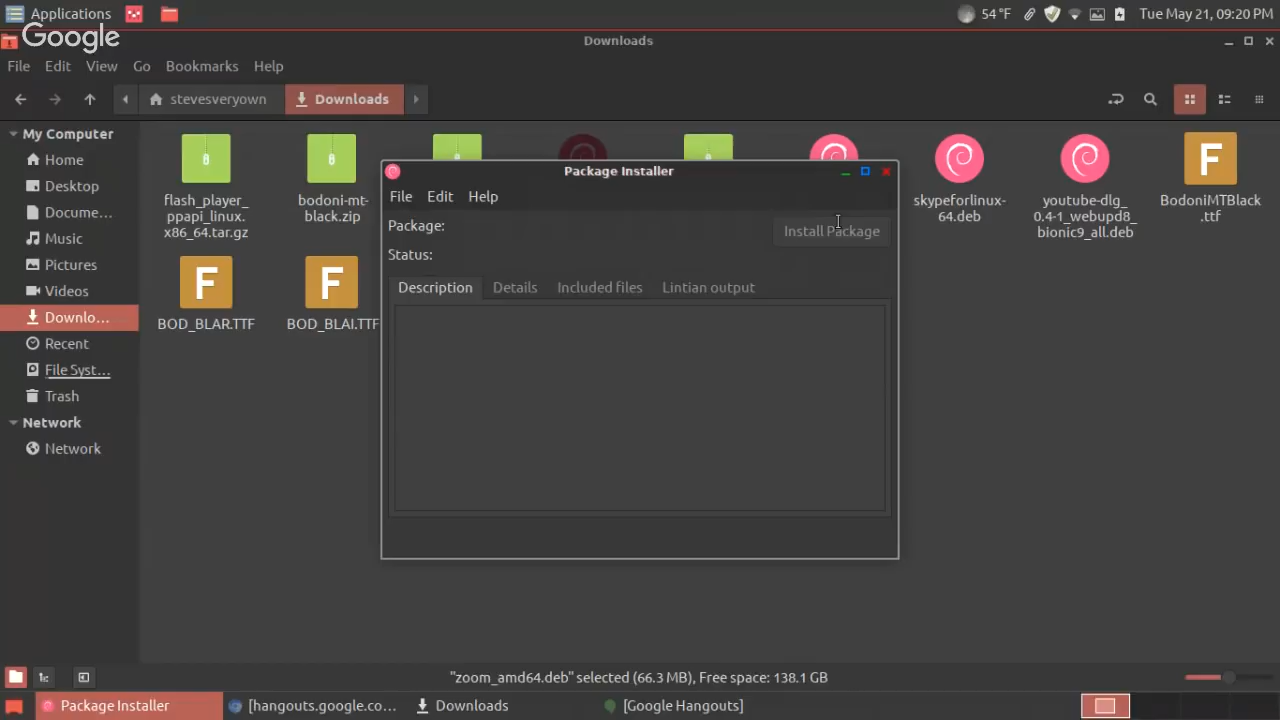 Applications
54 °F
Tue May 21, 09:20 PM
Google
Downloads
File Edit View Go Bookmarks Help
stevesveryown
Downloads
My Computer
Home
Desktop
Docume...
Music
Pictures
Videos
Downlo...
Recent
File Syst...
Trash
Network
Network
flash_player_
ppapi_linux.
x86_64.tar.gz
bodoni-mt-
black.zip
skypeforlinux-
64.deb
youtube-dlg_
0.4-1_webupd8_
bionic9_all.deb
BodoniMTBlack
.ttf
BOD_BLAR.TTF
BOD_BLAI.TTF
Package Installer
File Edit Help
Package:
Install Package
Status:
Description Details Included files Lintian output
"zoom_amd64.deb" selected (66.3 MB), Free space: 138.1 GB
Package Installer
[hangouts.google.co...
Downloads
[Google Hangouts]